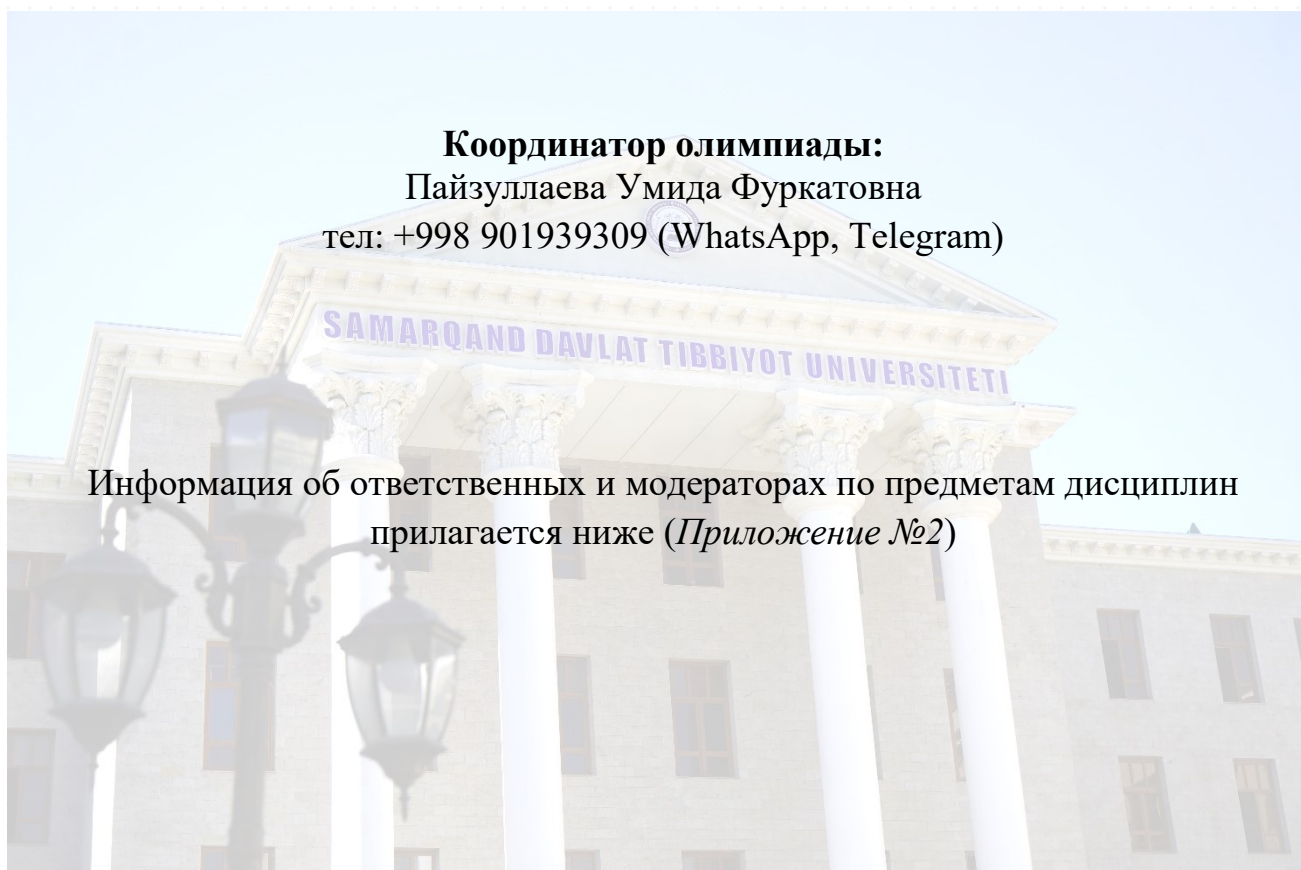 Координатор олимпиады:
Пайзуллаева Умида Фуркатовна
тел: +998 901939309 (WhatsApp, Telegram)
SAMARQAND DAVLAT TIBBIYOT UNIVERSITETI
Информация об ответственных и модераторах по предметам дисциплин
прилагается ниже (Приложение №2)